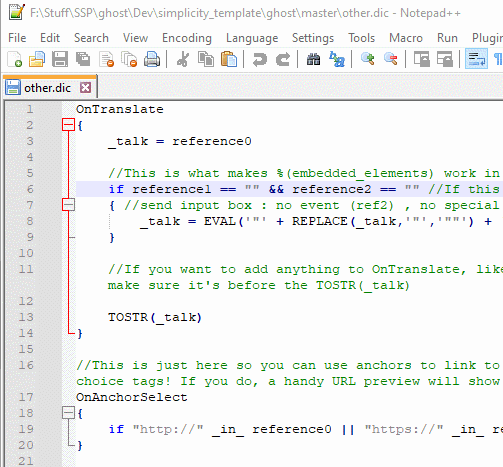 F:\Stuff\SSP\ghost\Dev\simplicity_template\ghost\master\other.dic - Notepad++
File Edit Search View Encoding Language Settings Tools Macro Run Plugin
other.dic
1 OnTranslate
2 {
3 _talk = reference0
4
5 //This is what makes %(embedded_elements) work in
6 if reference1 == "" && reference2 == "" //If this
7 { //send input box : no event (ref2) , no special
8 _talk = EVAL('"' + REPLACE(_talk,'"','""') +
9 }
10
11 //If you want to add anything to OnTranslate, like
make sure it's before the TOSTR(_talk)
12
13 TOSTR(_talk)
14 }
15
16 //This is just here so you can use anchors to link to
choice tags! If you do, a handy URL preview will show
17 OnAnchorSelect
18 {
19 if "http://" _in_ reference0 || "https://" _in_ re
20 }
21